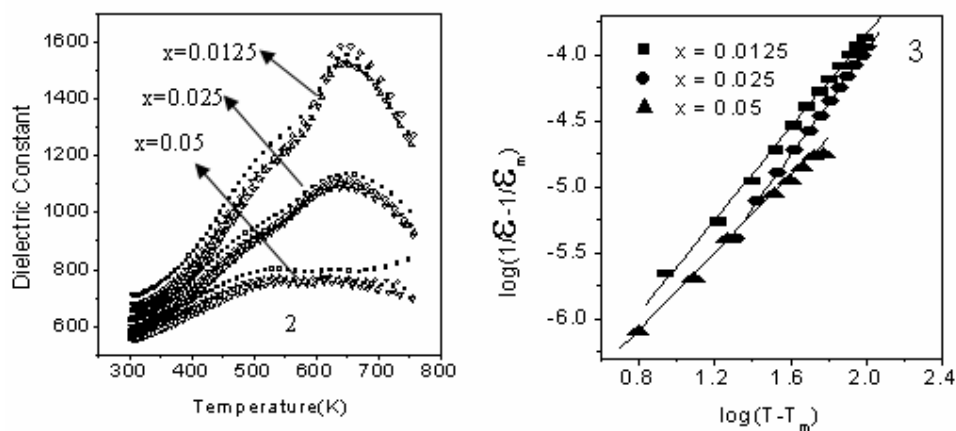 1600
1400
1200
1000
800
600
Dielectric Constant
x=0.0125
x=0.025
x=0.05
2
300 400 500 600 700 800
Temperature(K)
-4.0
-4.5
-5.0
-5.5
-6.0
log(1/ε-1/ε_m)
x = 0.0125
x = 0.025
x = 0.05
3
0.8 1.2 1.6 2.0 2.4
log(T-T_m)